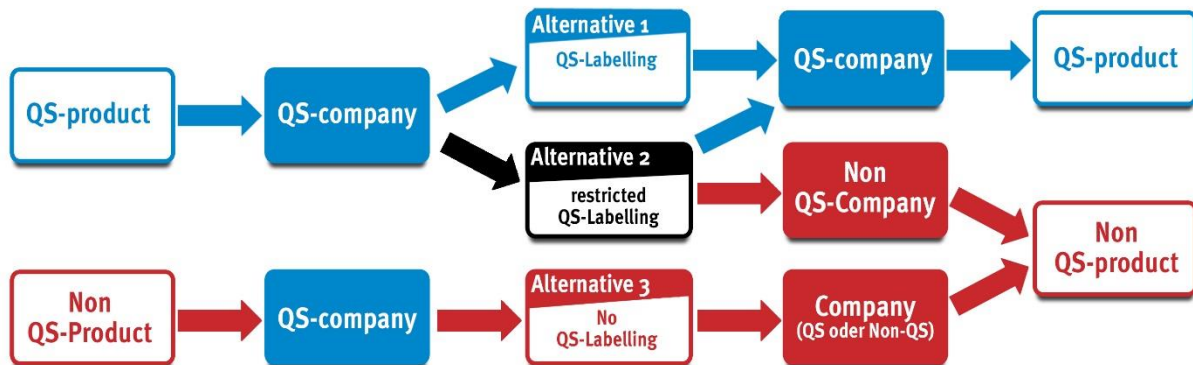 Alternative 1
QS-Labelling
QS-product
QS-company
QS-company
QS-product
Alternative 2
restricted
QS-Labelling
Non
QS-Company
Non
QS-product
Non
QS-Product
QS-company
Alternative 3
No
QS-Labelling
Company
(QS oder Non-QS)